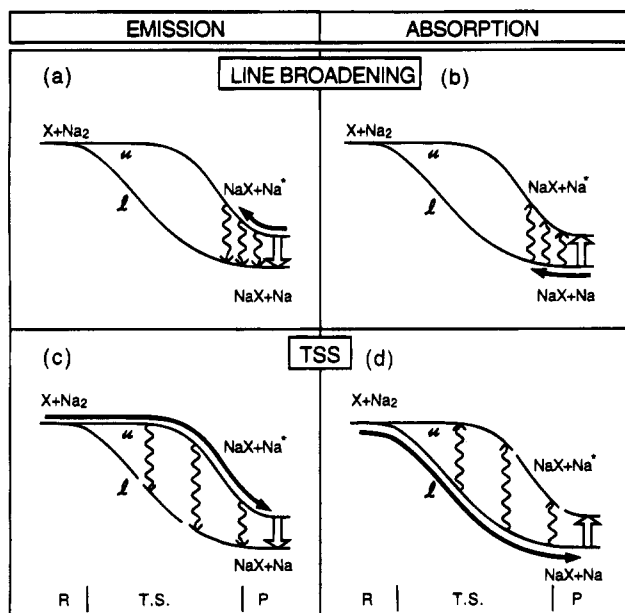 EMISSION ABSORPTION
(a) LINE BROADENING (b)
X+Na2 X+Na2
u u
NaX+Na* NaX+Na*
l l
NaX+Na NaX+Na
(c) TSS (d)
X+Na2 X+Na2
u u
NaX+Na* NaX+Na*
l l
NaX+Na NaX+Na
R T.S. P R T.S. P